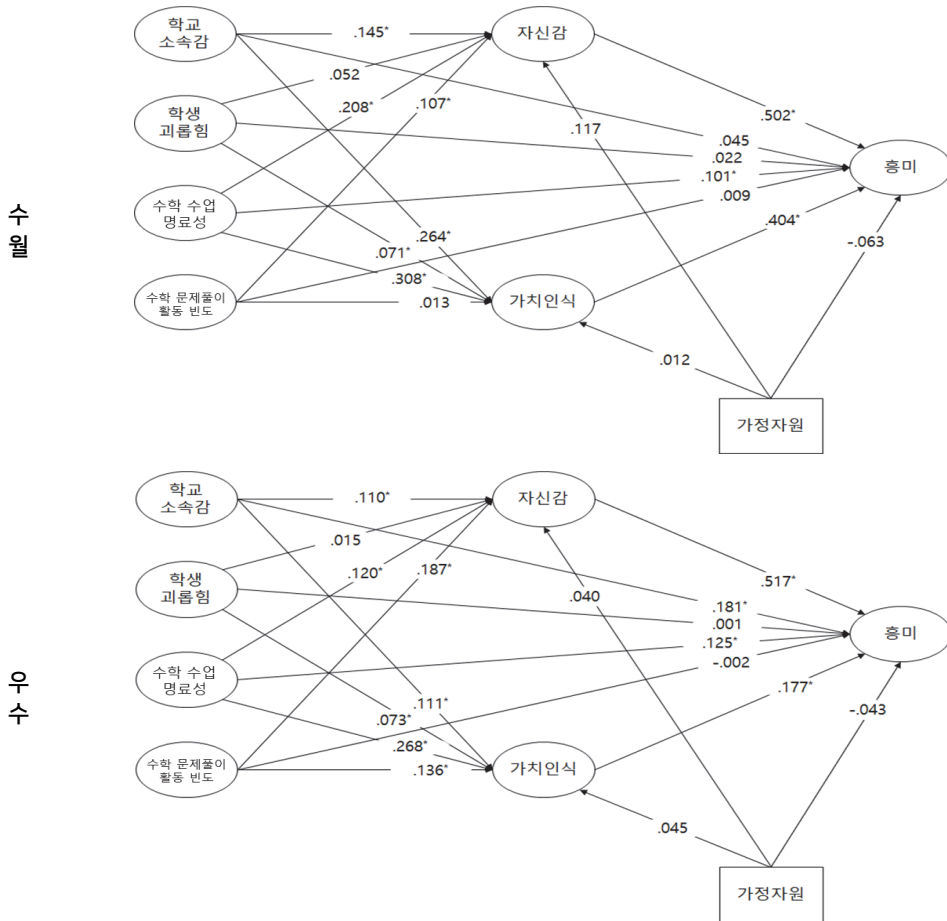 수
월
학교
소속감
학생
괴롭힘
수학 수업
명료성
수학 문제풀이
활동 빈도
자신감
가치인식
흥미
가정자원
.145*
.052
.208*
.107*
.117
.502*
.045
.022
.101*
.009
.404*
-.063
.264*
.071*
.308*
.013
.012
우
수
학교
소속감
학생
괴롭힘
수학 수업
명료성
수학 문제풀이
활동 빈도
자신감
가치인식
흥미
가정자원
.110*
.015
.120*
.187*
.040
.517*
.181*
.001
.125*
-.002
.177*
-.043
.111*
.073*
.268*
.136*
.045